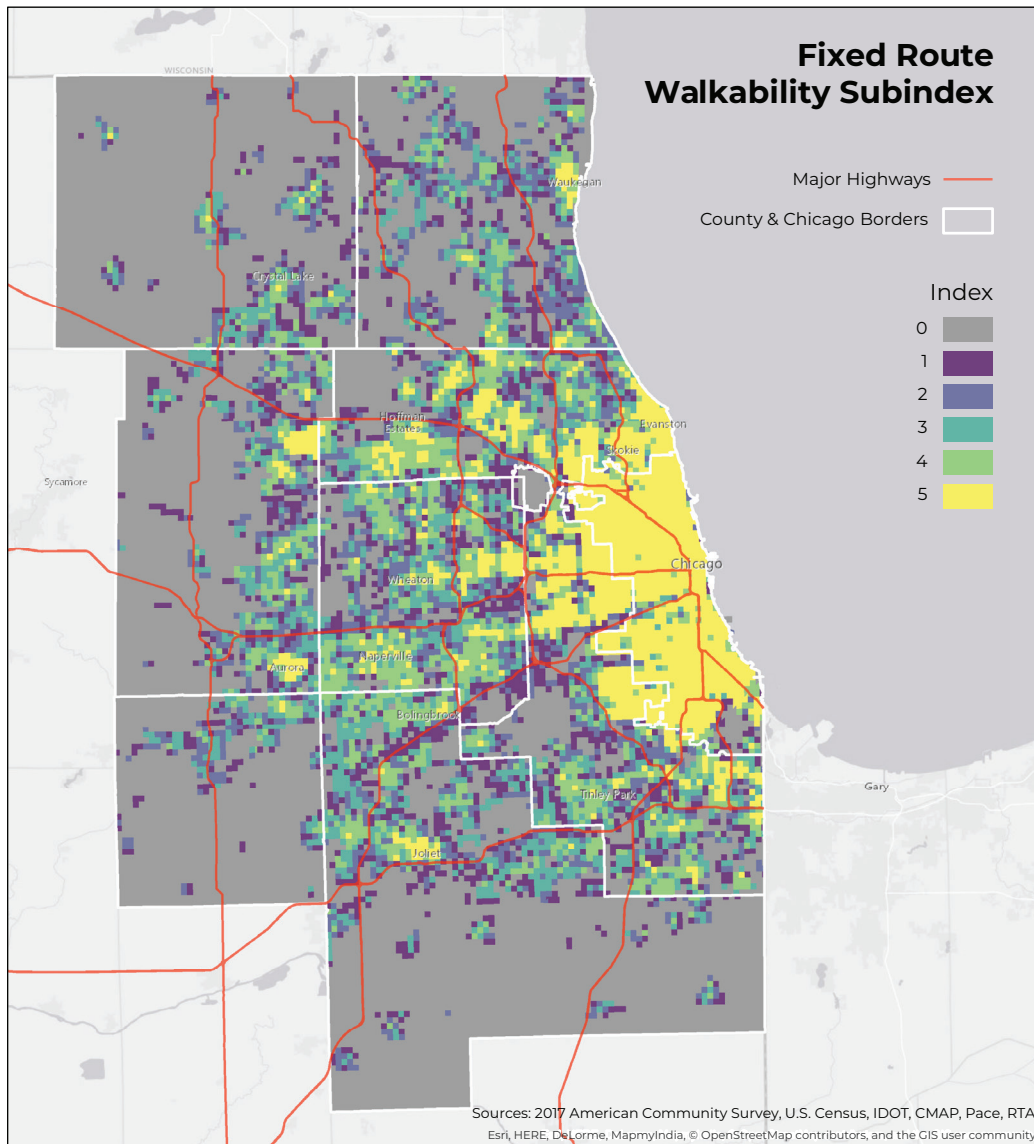 Fixed Route
Walkability Subindex
WISCONSIN
Major Highways
Waukegan
County & Chicago Borders
Crystal Lake
Index
0
1
2
3
4
5
Hoffman
Estates
Evanston
Skokie
Sycamore
Chicago
Wheaton
Naperville
Aurora
Bolingbrook
Gary
Tinley Park
Joliet
Sources: 2017 American Community Survey, U.S. Census, IDOT, CMAP, Pace, RTA
Esri, HERE, DeLorme, MapmyIndia, © OpenStreetMap contributors, and the GIS user community